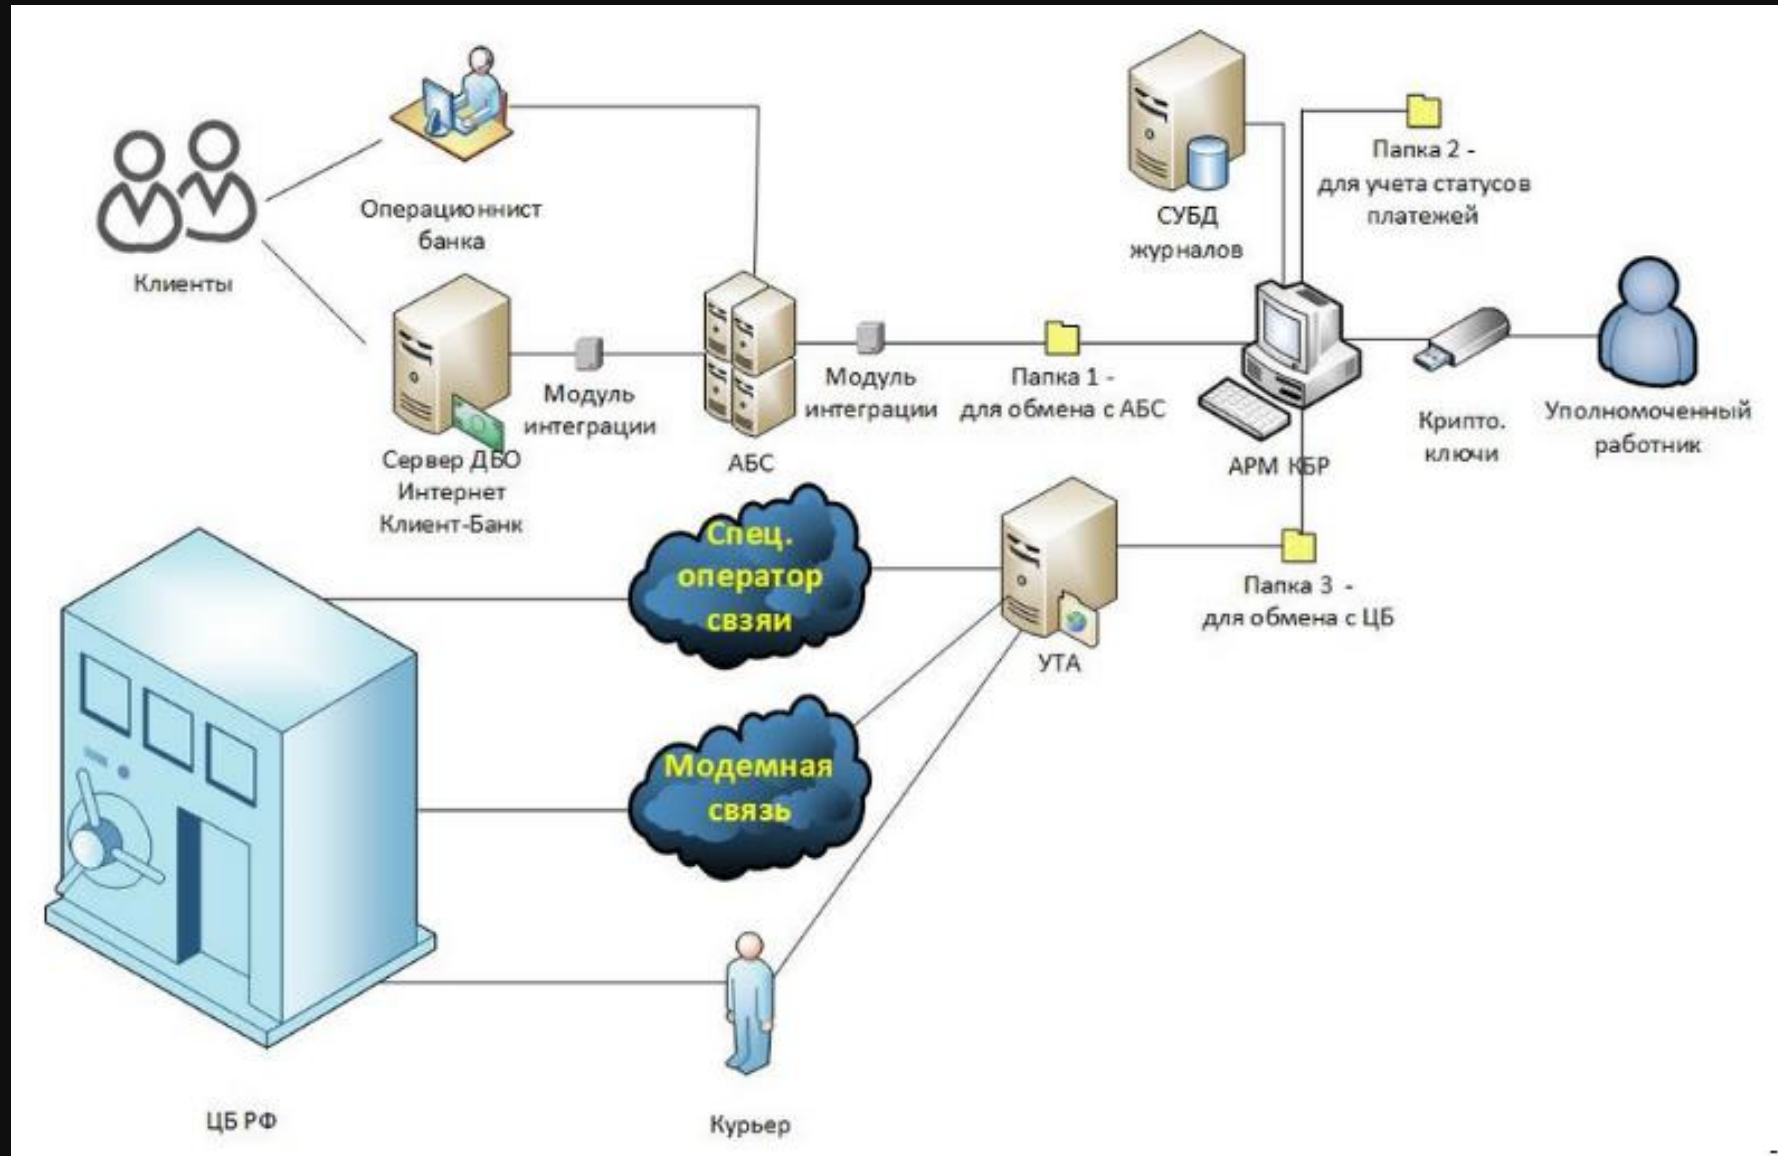 Клиенты
Операционнист
банка
СУБД
журналов
Папка 2 -
для учета статусов
платежей
Сервер ДБО
Интернет
Клиент-Банк
Модуль
интеграции
АБС
Модуль
интеграции
Папка 1 -
для обмена с АБС
АРМ КБР
Крипто.
ключи
Уполномоченный
работник
Спец.
оператор
свзяи
УТА
Папка 3 -
для обмена с ЦБ
Модемная
связь
ЦБ РФ
Курьер